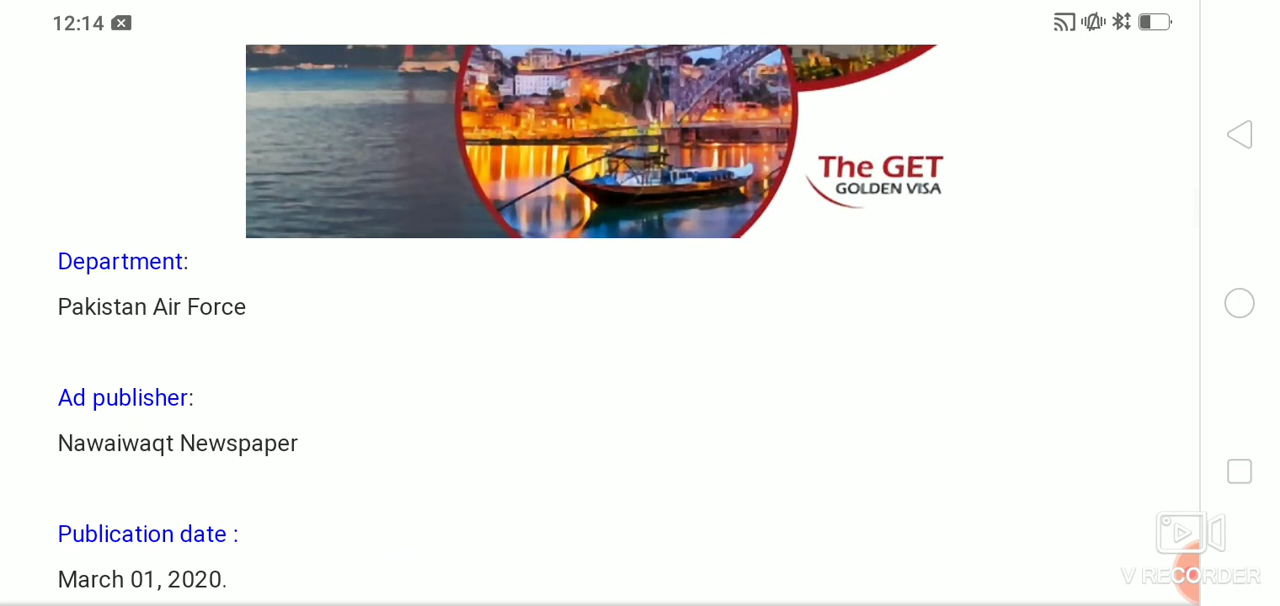 12:14
The GET
GOLDEN VISA
Department:
Pakistan Air Force
Ad publisher:
Nawaiwaqt Newspaper
Publication date :
March 01, 2020.
V RECORDER